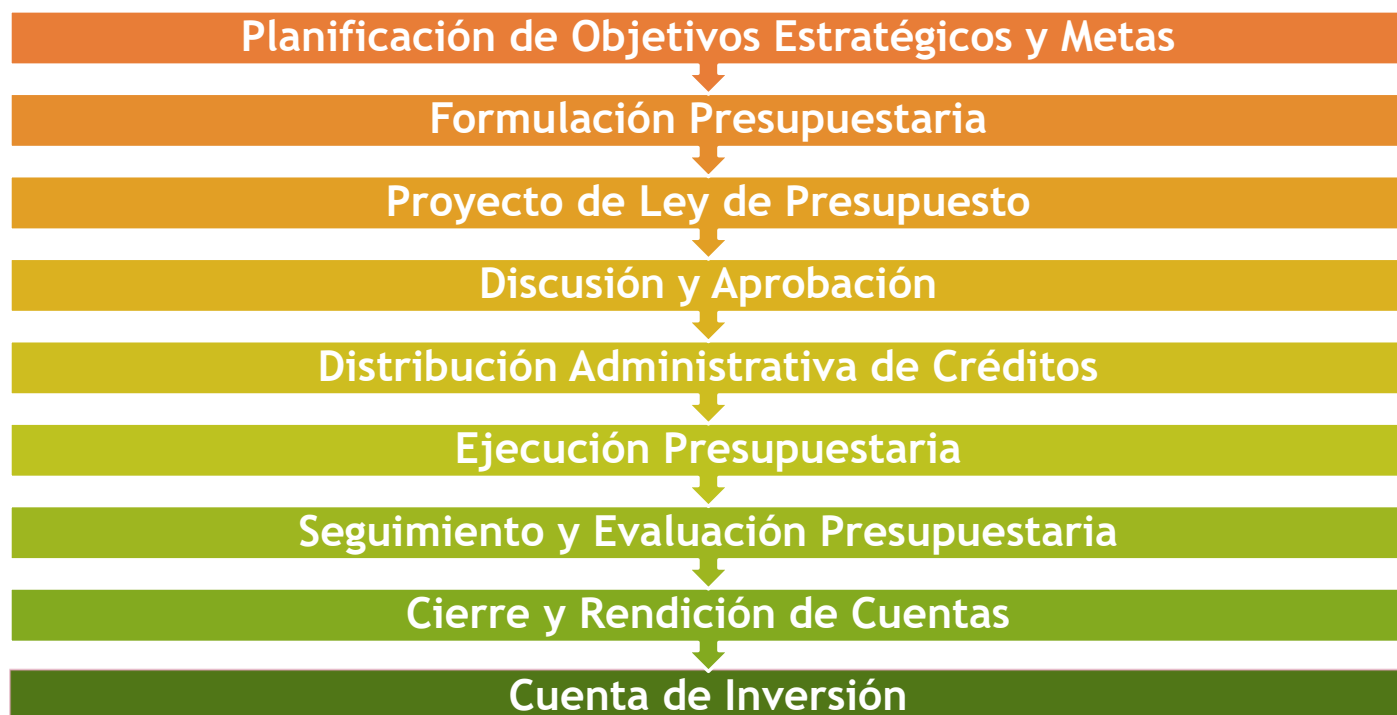 Planificación de Objetivos Estratégicos y Metas
Formulación Presupuestaria
Proyecto de Ley de Presupuesto
Discusión y Aprobación
Distribución Administrativa de Créditos
Ejecución Presupuestaria
Seguimiento y Evaluación Presupuestaria
Cierre y Rendición de Cuentas
Cuenta de Inversión